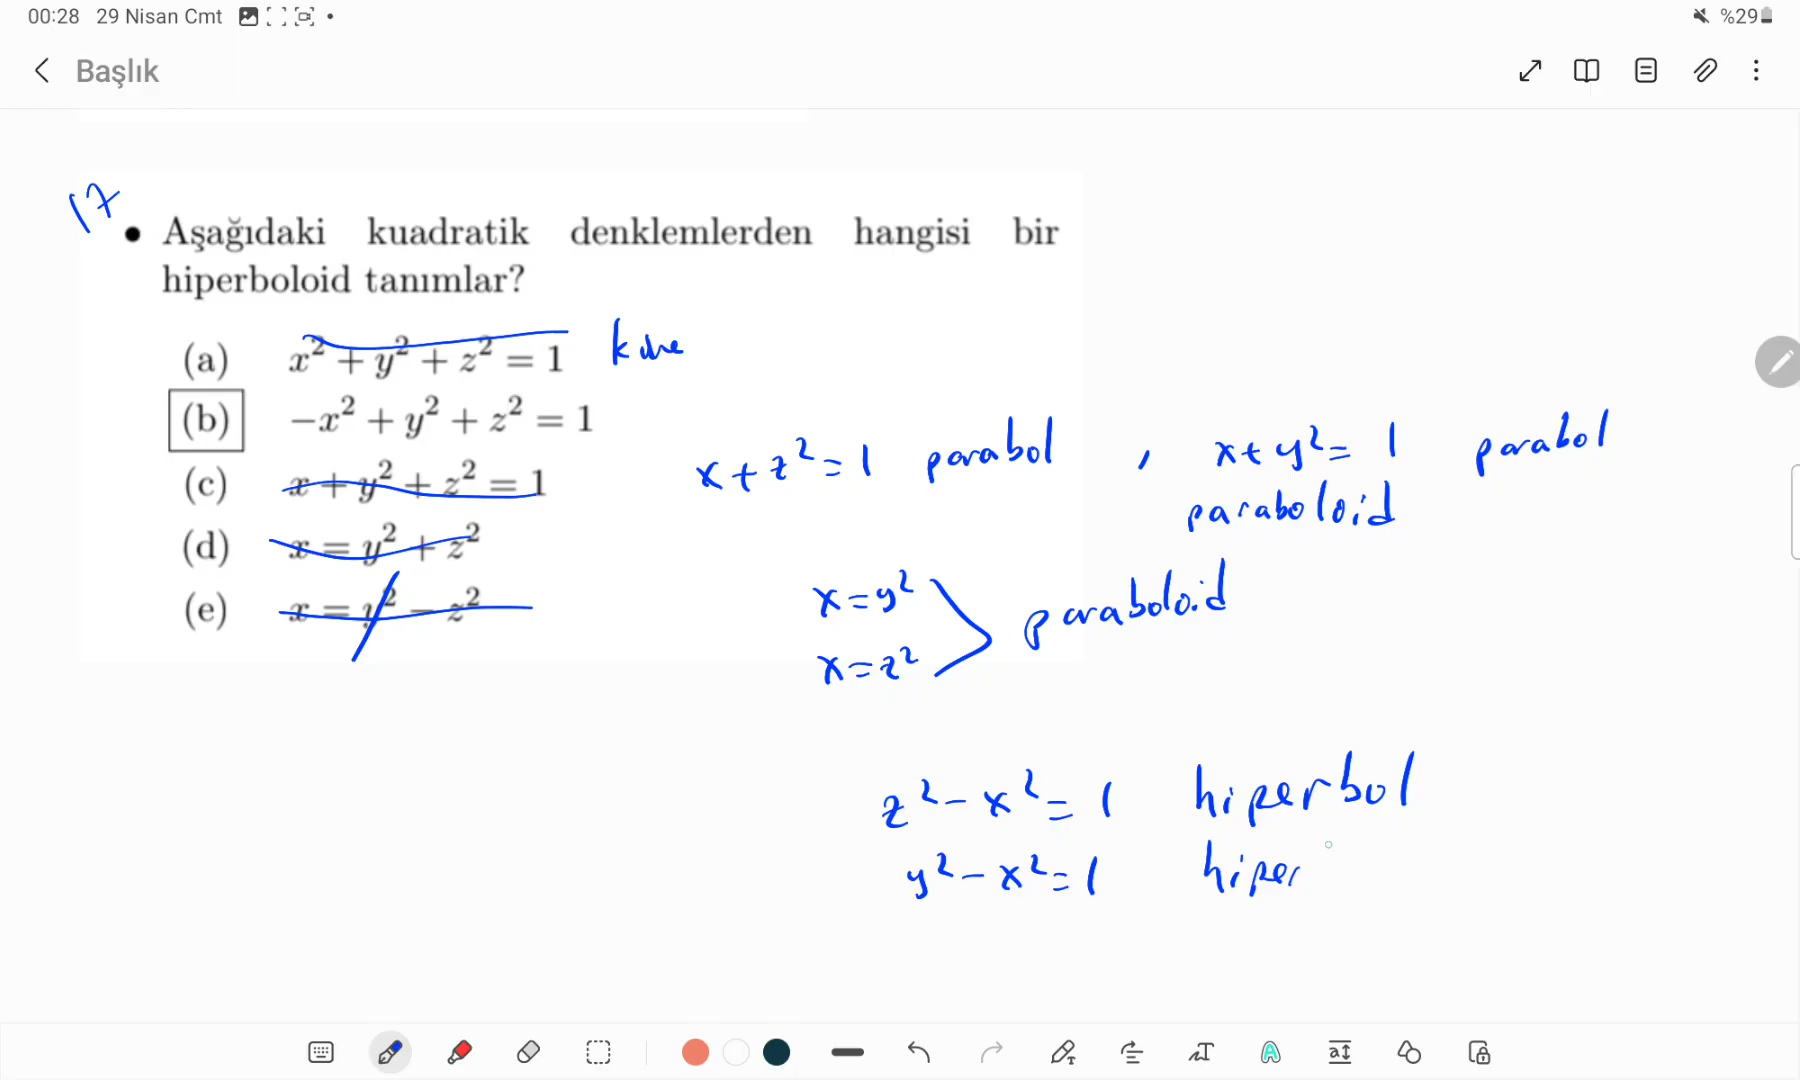 00:28 29 Nisan Cmt
%29
Başlık
17
• Aşağıdaki kuadratik denklemlerden hangisi bir
hiperboloid tanımlar?
(a) x² + y² + z² = 1 küre
(b) −x² + y² + z² = 1
(c) x + y² + z² = 1
(d) x = y² + z²
(e) x = y² − z²
x + z² = 1 parabol , x + y² = 1 parabol
paraboloid
x = y²
x = z²
paraboloid
z² − x² = 1 hiperbol
y² − x² = 1 hiper